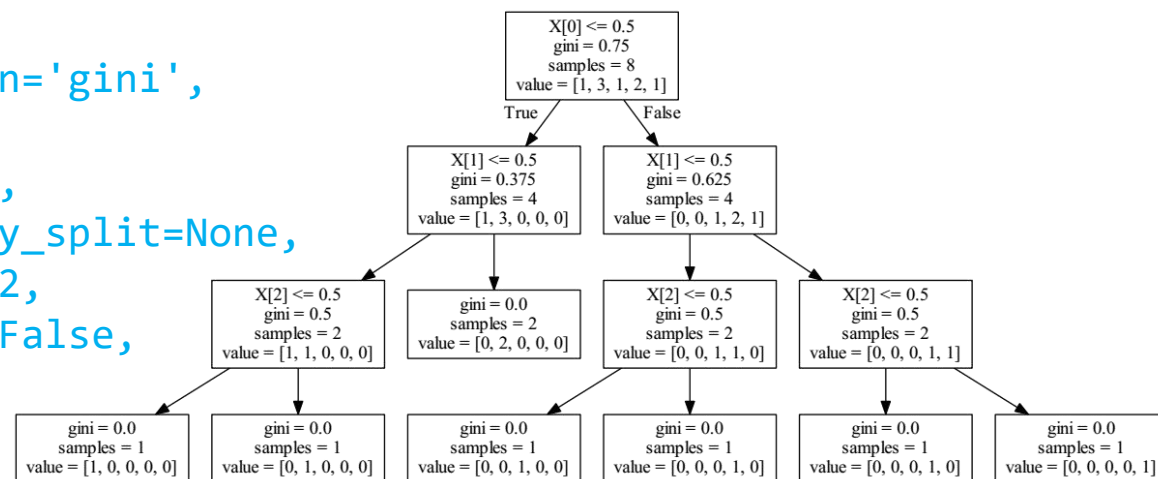 n='gini',
,
y_split=None,
2,
False,
X[0] <= 0.5
gini = 0.75
samples = 8
value = [1, 3, 1, 2, 1]
True
False
X[1] <= 0.5
gini = 0.375
samples = 4
value = [1, 3, 0, 0, 0]
X[1] <= 0.5
gini = 0.625
samples = 4
value = [0, 0, 1, 2, 1]
X[2] <= 0.5
gini = 0.5
samples = 2
value = [1, 1, 0, 0, 0]
gini = 0.0
samples = 2
value = [0, 2, 0, 0, 0]
X[2] <= 0.5
gini = 0.5
samples = 2
value = [0, 0, 1, 1, 0]
X[2] <= 0.5
gini = 0.5
samples = 2
value = [0, 0, 0, 1, 1]
gini = 0.0
samples = 1
value = [1, 0, 0, 0, 0]
gini = 0.0
samples = 1
value = [0, 1, 0, 0, 0]
gini = 0.0
samples = 1
value = [0, 0, 1, 0, 0]
gini = 0.0
samples = 1
value = [0, 0, 0, 1, 0]
gini = 0.0
samples = 1
value = [0, 0, 0, 1, 0]
gini = 0.0
samples = 1
value = [0, 0, 0, 0, 1]